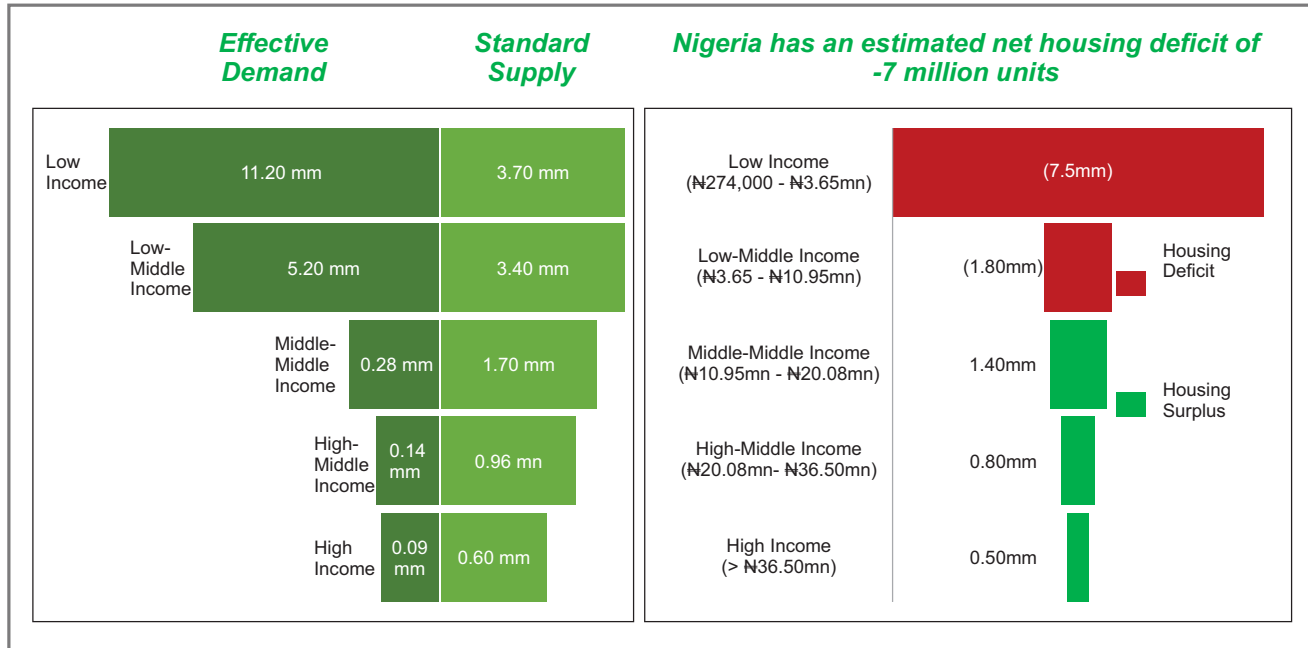 Effective
Demand
Standard
Supply
Nigeria has an estimated net housing deficit of
-7 million units
Low
Income
11.20 mm
3.70 mm
Low-
Middle
Income
5.20 mm
3.40 mm
Middle-
Middle
Income
0.28 mm
1.70 mm
High-
Middle
Income
0.14
mm
0.96 mn
High
Income
0.09
mm
0.60 mm
Low Income
(₦274,000 - ₦3.65mn)
(7.5mm)
Low-Middle Income
(₦3.65 - ₦10.95mn)
(1.80mm)
Housing
Deficit
Middle-Middle Income
(₦10.95mn - ₦20.08mn)
1.40mm
Housing
Surplus
High-Middle Income
(₦20.08mn- ₦36.50mn)
0.80mm
High Income
(> ₦36.50mn)
0.50mm